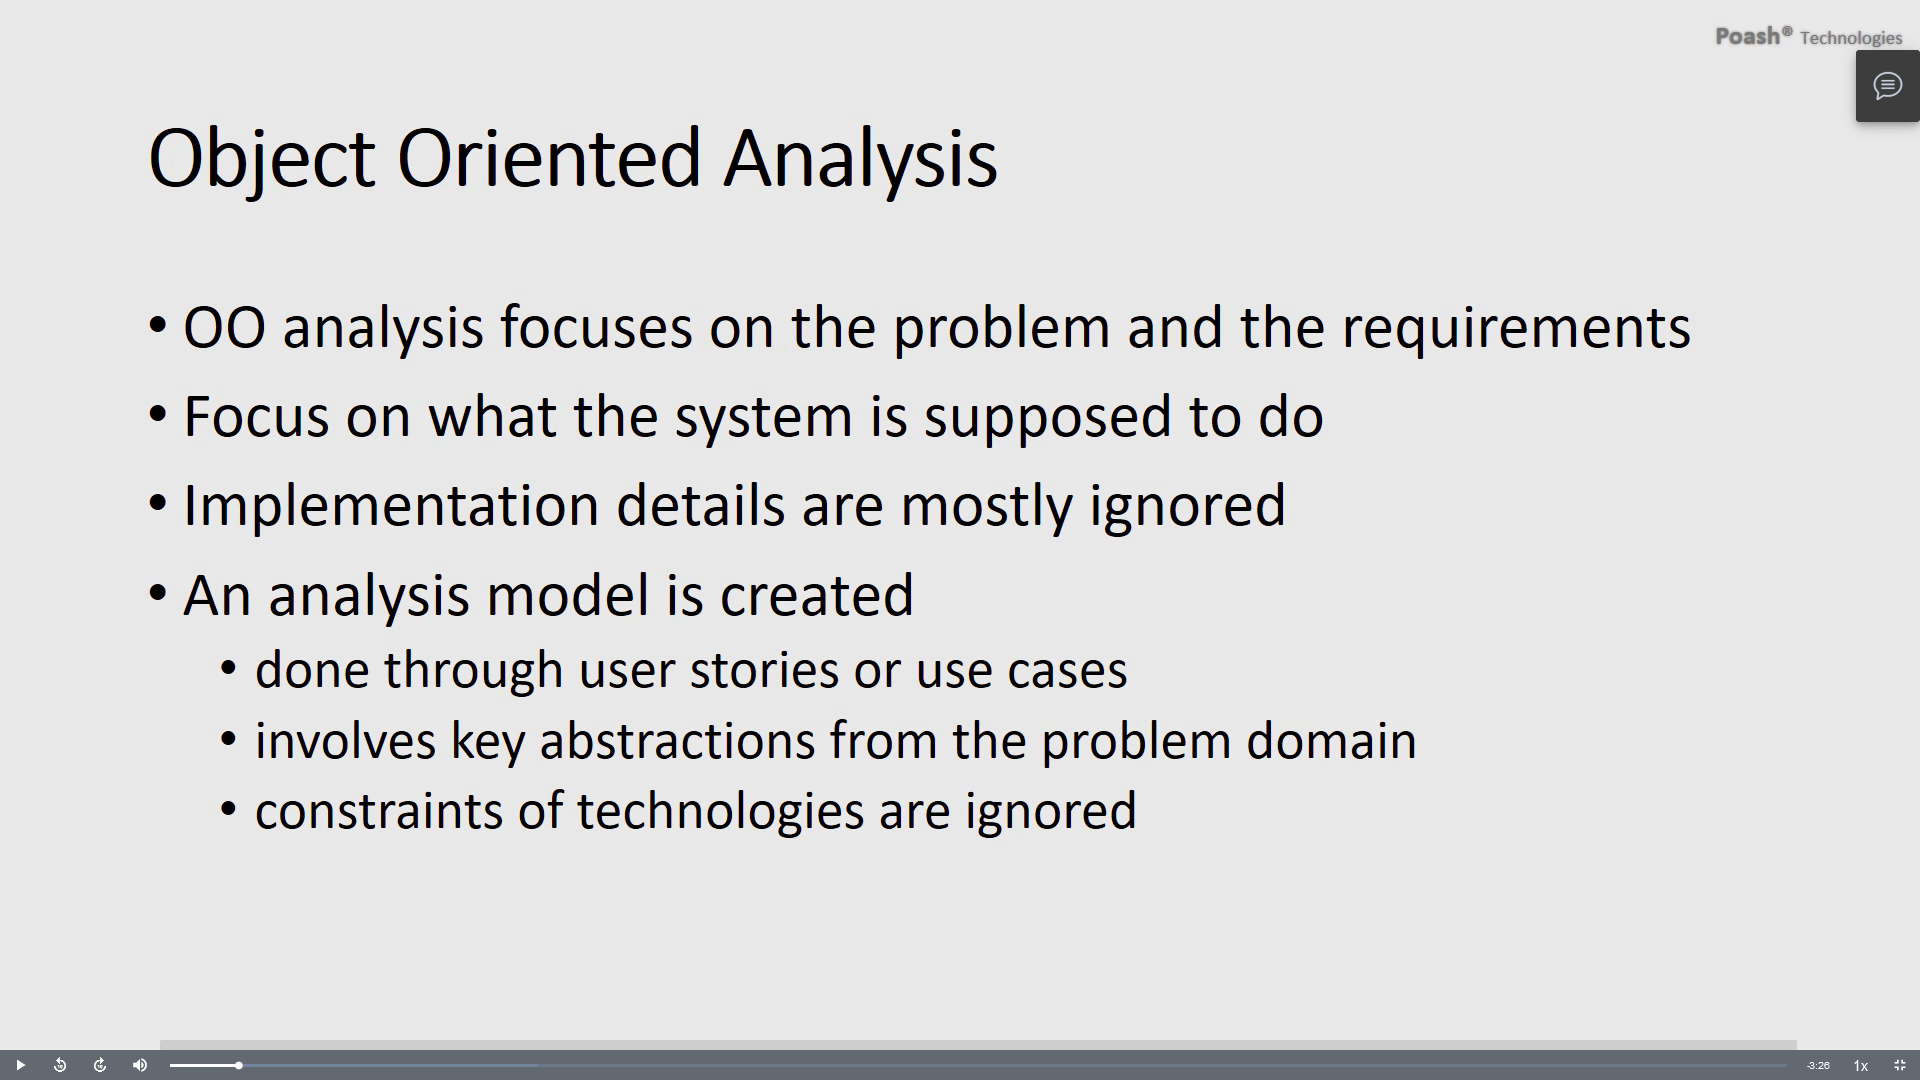 Poash® Technologies
Object Oriented Analysis
• OO analysis focuses on the problem and the requirements
• Focus on what the system is supposed to do
• Implementation details are mostly ignored
• An analysis model is created
• done through user stories or use cases
• involves key abstractions from the problem domain
• constraints of technologies are ignored
-3:26 1x